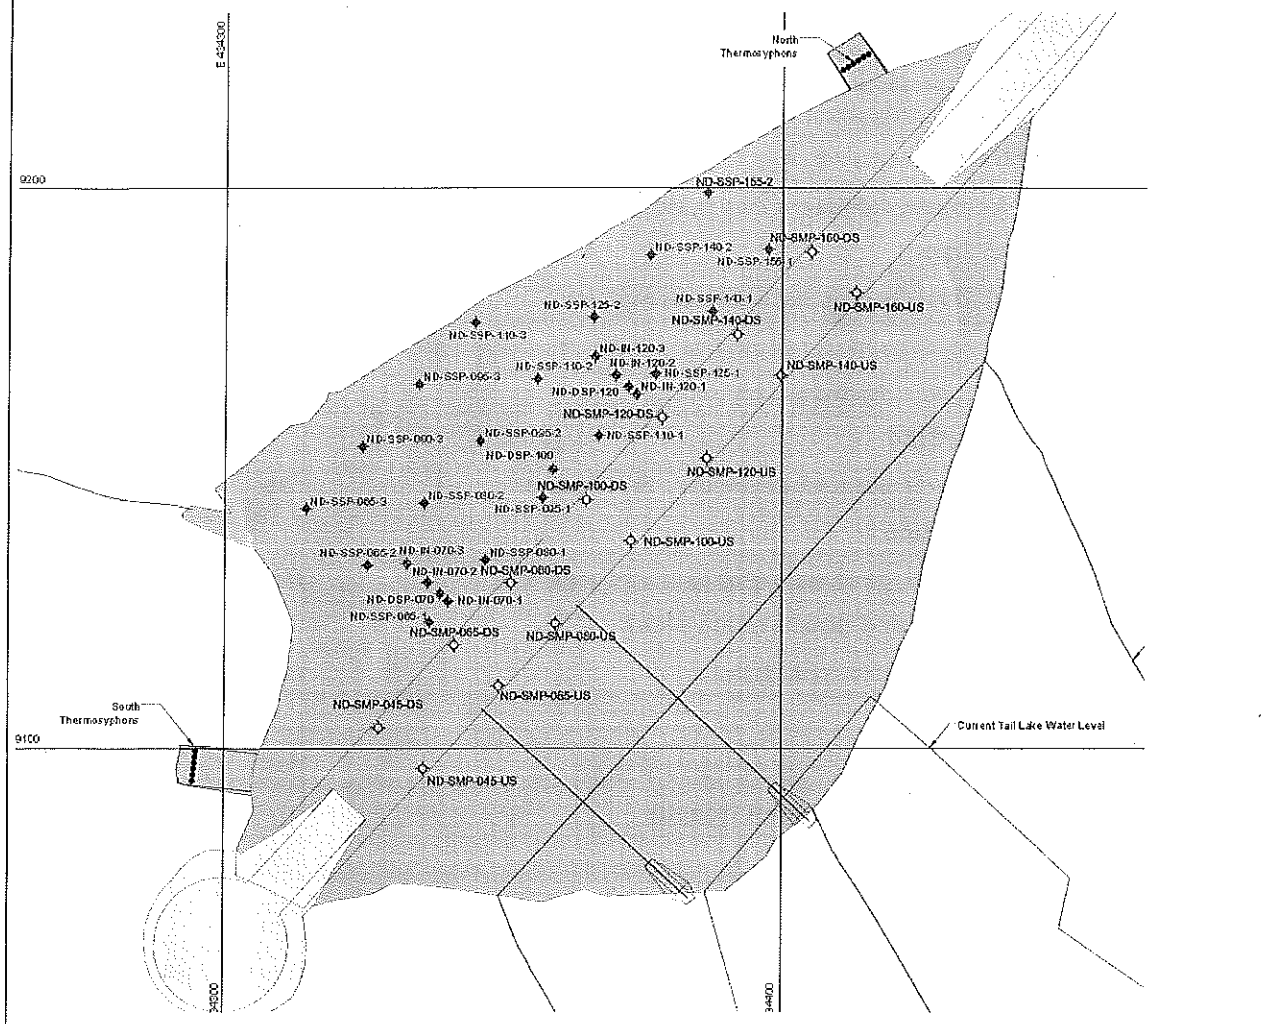 E 434300
North
Thermosyphons
9200
ND-SSP-155-2
ND-SMP-160-DS
ND-SSP-140-2
ND-SSP-155-1
ND-SSP-140-1
ND-SMP-160-US
ND-SSP-125-2
ND-SMP-140-DS
ND-SSP-110-3
ND-IN-120-3
ND-SSP-110-2
ND-IN-120-2
ND-SMP-140-US
ND-SSP-125-1
ND-SSP-095-3
ND-DSP-120
ND-IN-120-1
ND-SMP-120-DS
ND-SSP-080-3
ND-SSP-095-2
ND-SSP-110-1
ND-DSP-100
ND-SMP-120-US
ND-SMP-100-DS
ND-SSP-065-3
ND-SSP-080-2
ND-SSP-095-1
ND-SMP-100-US
ND-SSP-065-2
ND-IN-070-3
ND-SSP-080-1
ND-IN-070-2
ND-SMP-080-DS
ND-DSP-070
ND-IN-070-1
ND-SSP-065-1
ND-SMP-065-DS
ND-SMP-080-US
ND-SMP-065-US
South
Thermosyphons
ND-SMP-045-DS
Current Tail Lake Water Level
9100
ND-SMP-045-US
34300
34400